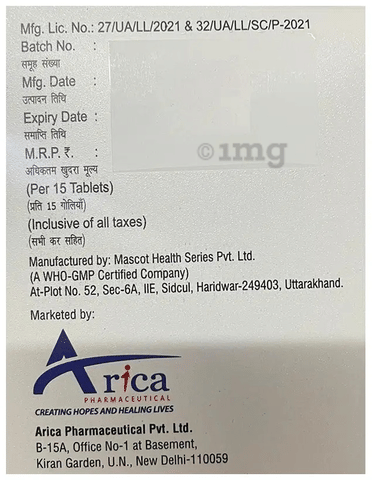 Mfg. Lic. No.: 27/UA/LL/2021 & 32/UA/LL/SC/P-2021
Batch No. :
समूह संख्या
Mfg. Date :
उत्पादन तिथि
Expiry Date :
समाप्ति तिथि
M.R.P. ₹. :
अधिकतम खुदरा मूल्य
(Per 15 Tablets)
(प्रति 15 गोलियाँ)
(Inclusive of all taxes)
(सभी कर सहित)
©1mg
Manufactured by: Mascot Health Series Pvt. Ltd.
(A WHO-GMP Certified Company)
At-Plot No. 52, Sec-6A, IIE, Sidcul, Haridwar-249403, Uttarakhand.
Marketed by:
Arica
PHARMACEUTICAL
CREATING HOPES AND HEALING LIVES
Arica Pharmaceutical Pvt. Ltd.
B-15A, Office No-1 at Basement,
Kiran Garden, U.N., New Delhi-110059